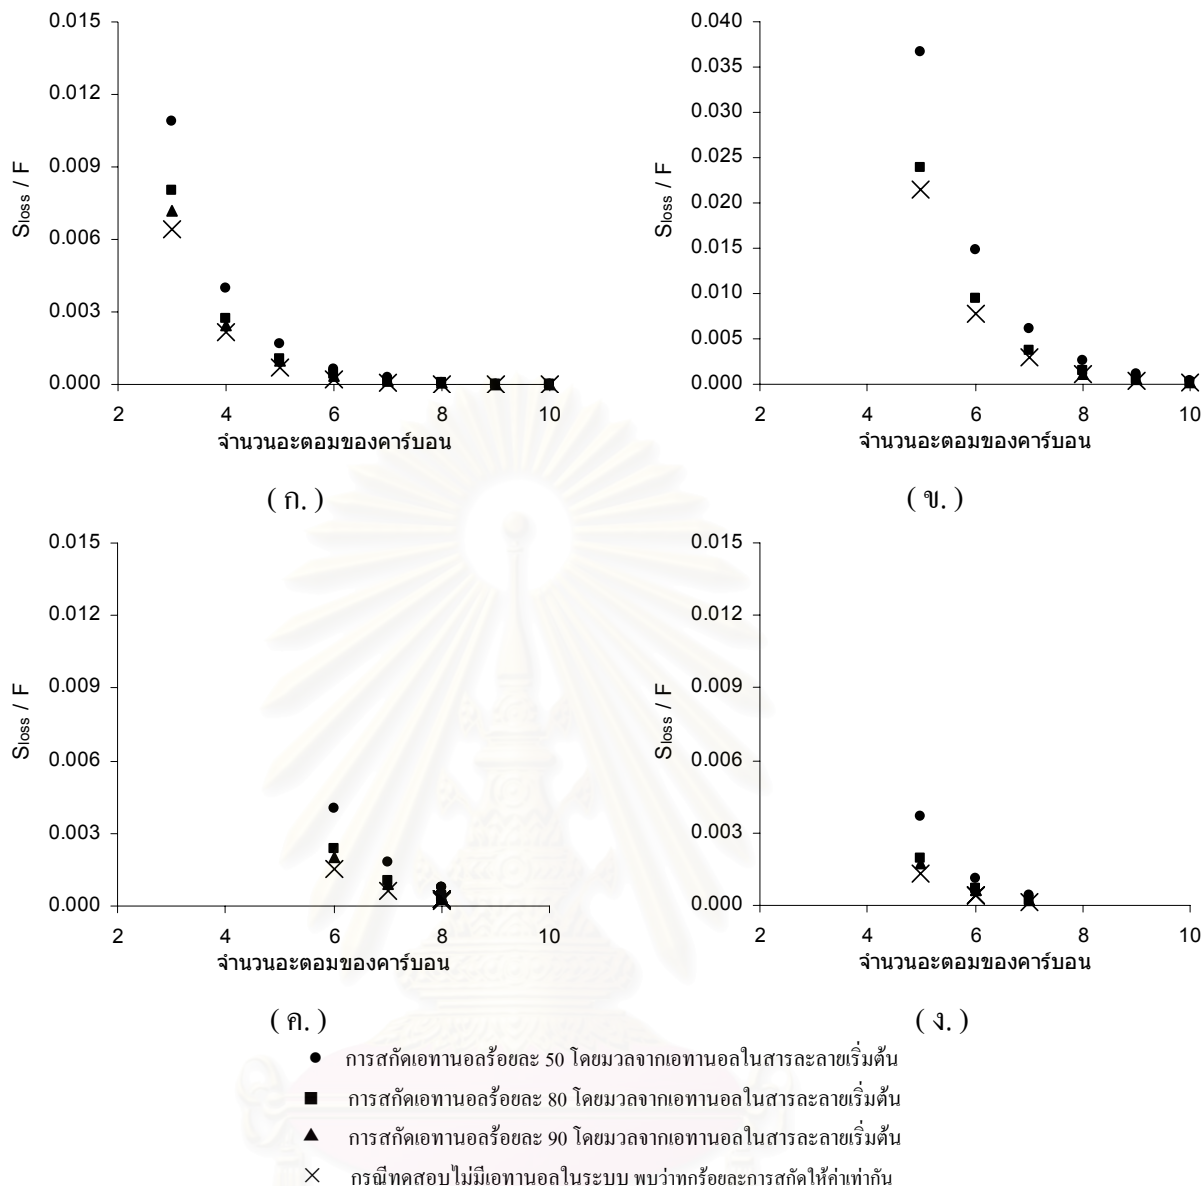 0.015
0.012
0.009
0.006
0.003
0.000
Sloss / F
2 4 6 8 10
จำนวนอะตอมของคาร์บอน
( ก. )
0.040
0.035
0.030
0.025
0.020
0.015
0.010
0.005
0.000
Sloss / F
2 4 6 8 10
จำนวนอะตอมของคาร์บอน
( ข. )
0.015
0.012
0.009
0.006
0.003
0.000
Sloss / F
2 4 6 8 10
จำนวนอะตอมของคาร์บอน
( ค. )
0.015
0.012
0.009
0.006
0.003
0.000
Sloss / F
2 4 6 8 10
จำนวนอะตอมของคาร์บอน
( ง. )
การสกัดเอทานอลร้อยละ 50 โดยมวลจากเอทานอลในสารละลายเริ่มต้น
การสกัดเอทานอลร้อยละ 80 โดยมวลจากเอทานอลในสารละลายเริ่มต้น
การสกัดเอทานอลร้อยละ 90 โดยมวลจากเอทานอลในสารละลายเริ่มต้น
กรณีทดสอบไม่มีเอทานอลในระบบ พบว่าทุกร้อยละการสกัดให้ค่าเท่ากัน